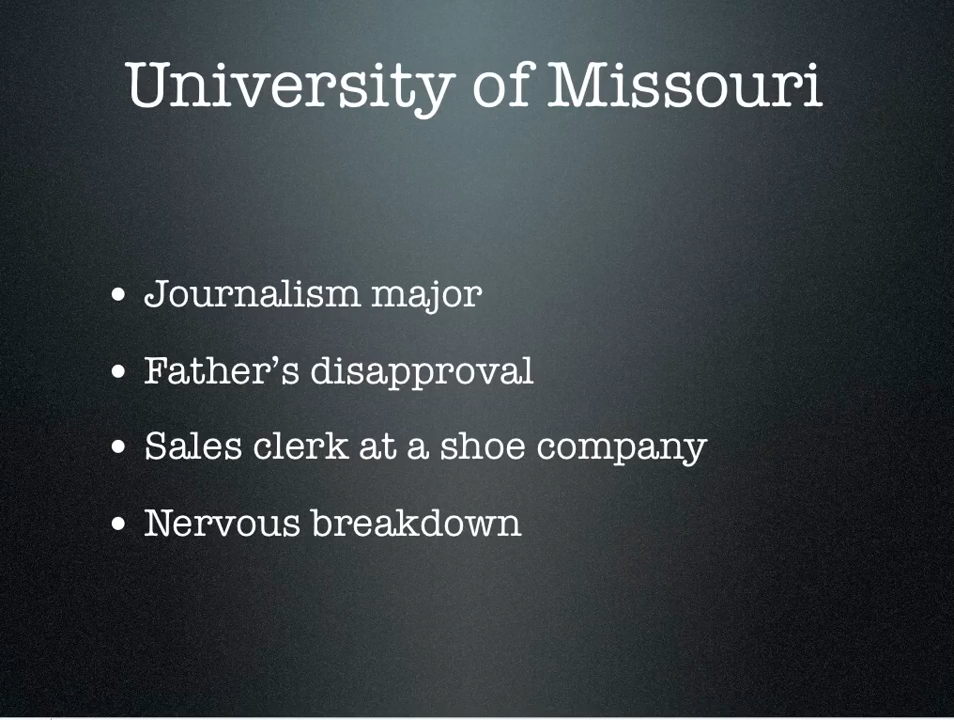 University of Missouri
• Journalism major
• Father’s disapproval
• Sales clerk at a shoe company
• Nervous breakdown